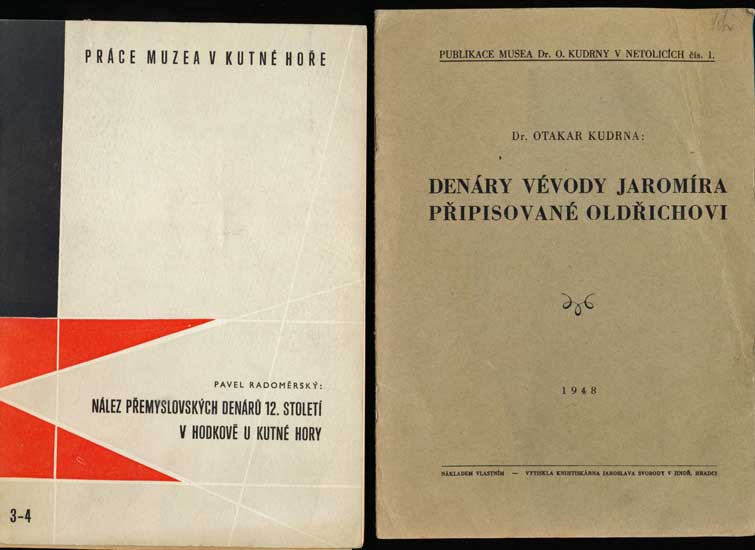 PRÁCE MUZEA V KUTNÉ HOŘE
PAVEL RADOMĚRSKÝ:
NÁLEZ PŘEMYSLOVSKÝCH DENÁRŮ 12. STOLETÍ
V HODKOVĚ U KUTNÉ HORY
3-4
PUBLIKACE MUSEA Dr. O. KUDRNY V NETOLICÍCH čís. 1.
Dr. OTAKAR KUDRNA:
DENÁRY VÉVODY JAROMÍRA
PŘIPISOVANÉ OLDŘICHOVI
1948
NÁKLADEM VLASTNÍM — VYTISKLA KNIHTISKÁRNA JAROSLAVA SVOBODY V JINDŘ. HRADCI